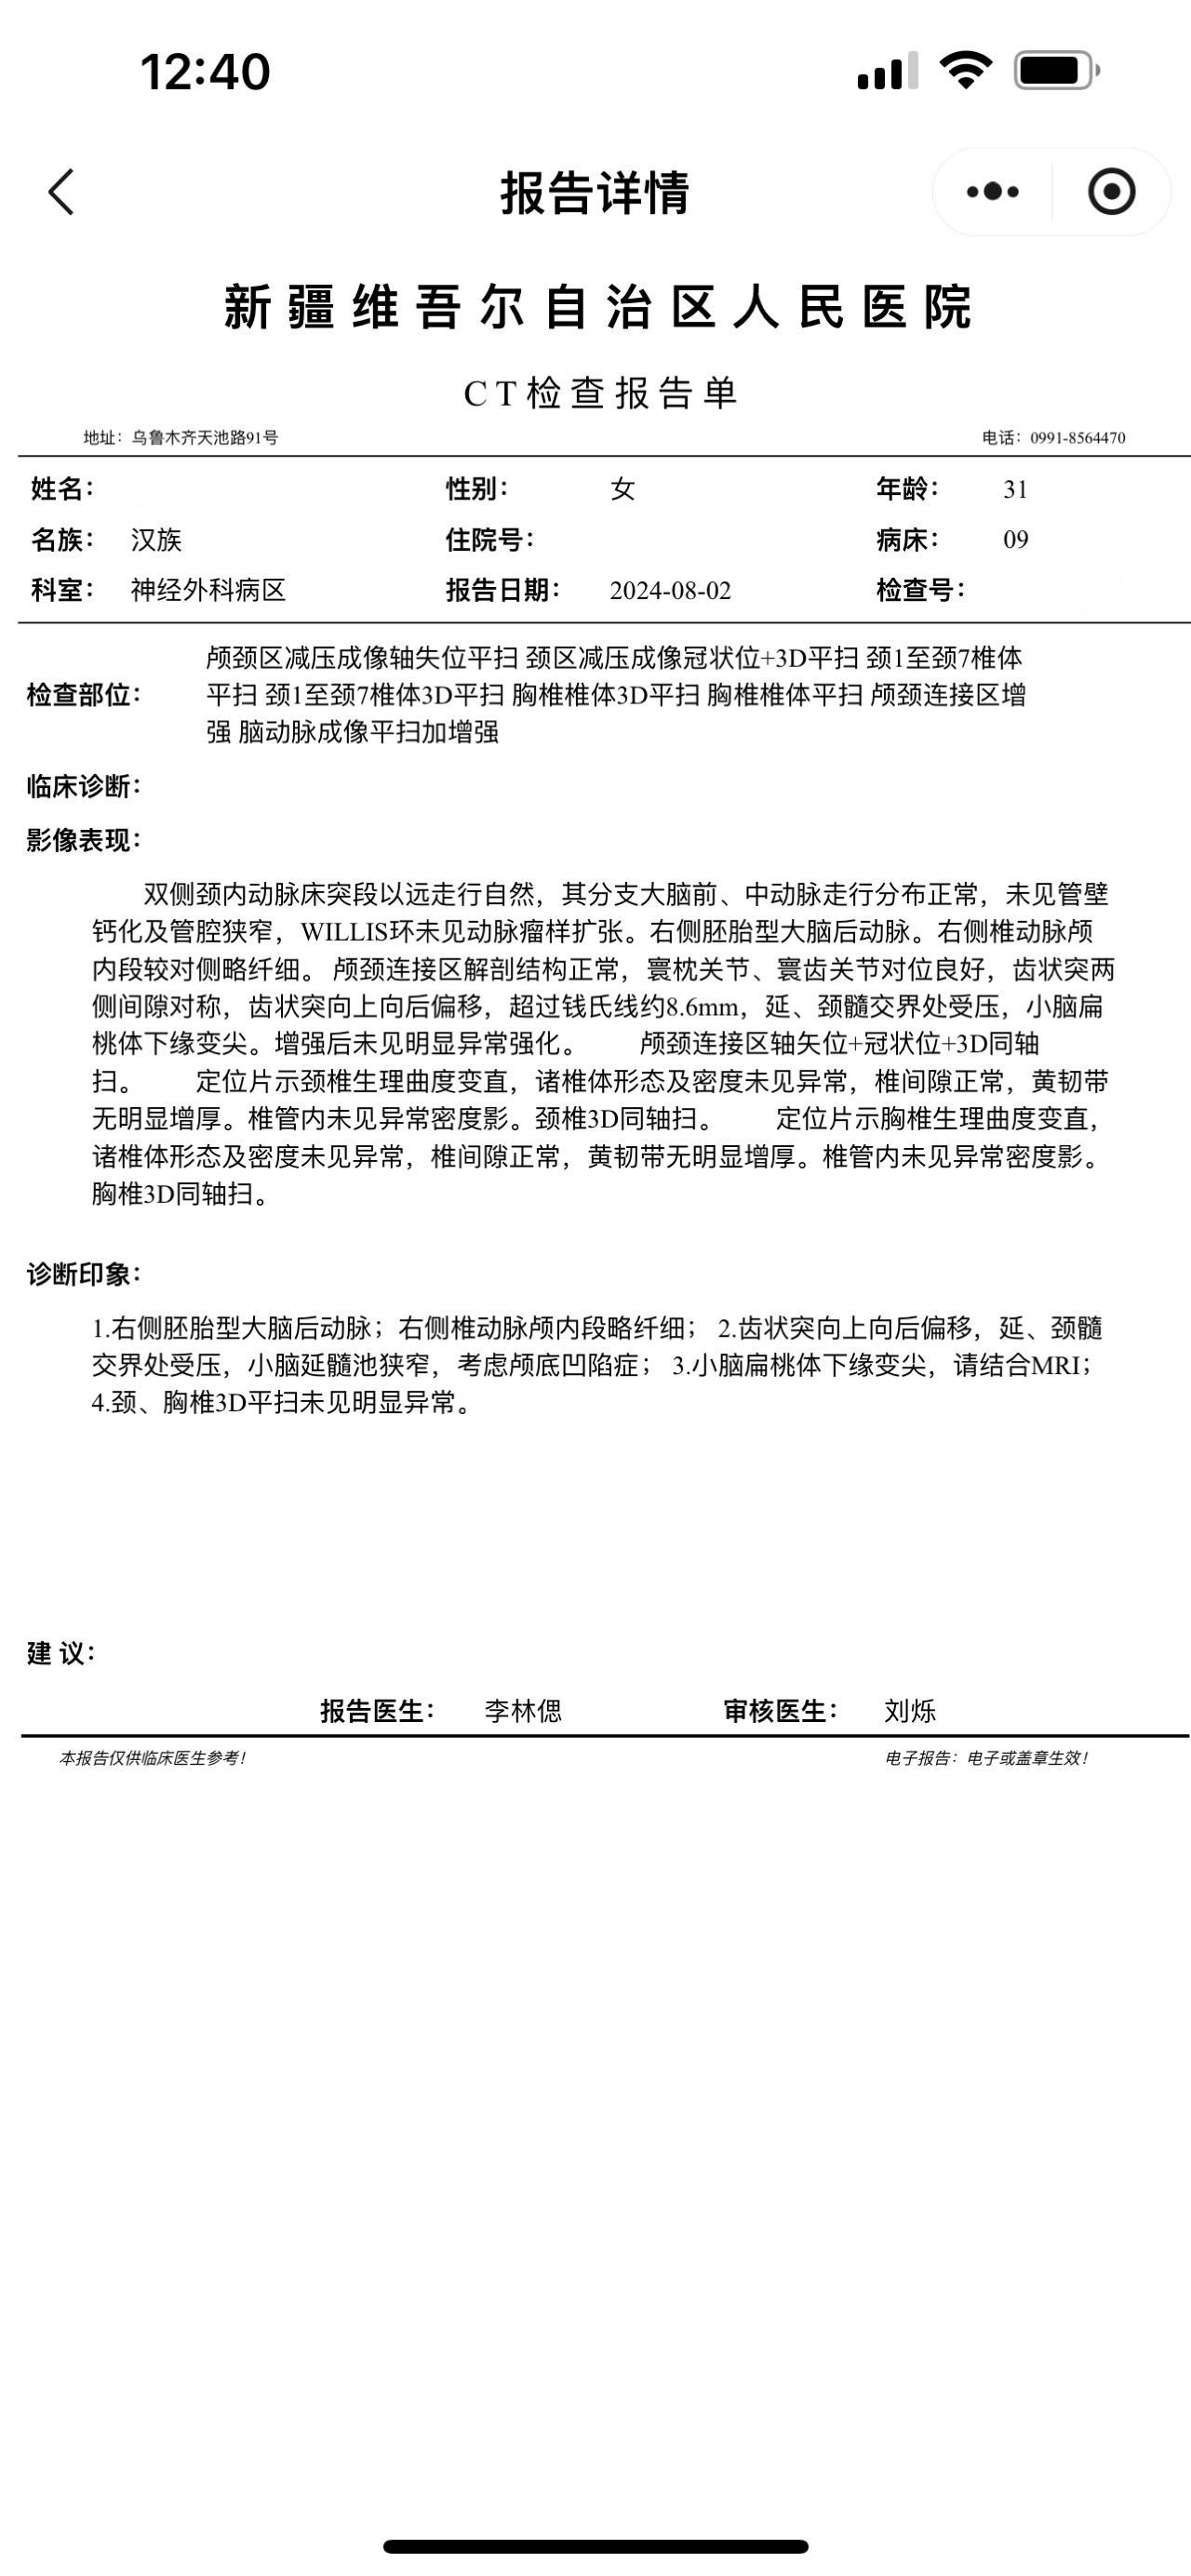 12:40
报告详情
新疆维吾尔自治区人民医院
CT检查报告单
地址：乌鲁木齐天池路91号 电话：0991-8564470
姓名： 性别： 女 年龄： 31
名族： 汉族 住院号： 病床： 09
科室： 神经外科病区 报告日期： 2024-08-02 检查号：
颅颈区减压成像轴失位平扫 颈区减压成像冠状位+3D平扫 颈1至颈7椎体
检查部位： 平扫 颈1至颈7椎体3D平扫 胸椎椎体3D平扫 胸椎椎体平扫 颅颈连接区增
强 脑动脉成像平扫加增强
临床诊断：
影像表现：
双侧颈内动脉床突段以远走行自然，其分支大脑前、中动脉走行分布正常，未见管壁
钙化及管腔狭窄，WILLIS环未见动脉瘤样扩张。右侧胚胎型大脑后动脉。右侧椎动脉颅
内段较对侧略纤细。 颅颈连接区解剖结构正常，寰枕关节、寰齿关节对位良好，齿状突两
侧间隙对称，齿状突向上向后偏移，超过钱氏线约8.6mm，延、颈髓交界处受压，小脑扁
桃体下缘变尖。增强后未见明显异常强化。 颅颈连接区轴矢位+冠状位+3D同轴
扫。 定位片示颈椎生理曲度变直，诸椎体形态及密度未见异常，椎间隙正常，黄韧带
无明显增厚。椎管内未见异常密度影。颈椎3D同轴扫。 定位片示胸椎生理曲度变直，
诸椎体形态及密度未见异常，椎间隙正常，黄韧带无明显增厚。椎管内未见异常密度影。
胸椎3D同轴扫。
诊断印象：
1.右侧胚胎型大脑后动脉；右侧椎动脉颅内段略纤细； 2.齿状突向上向后偏移，延、颈髓
交界处受压，小脑延髓池狭窄，考虑颅底凹陷症； 3.小脑扁桃体下缘变尖，请结合MRI；
4.颈、胸椎3D平扫未见明显异常。
建 议：
报告医生： 李林偲 审核医生： 刘烁
本报告仅供临床医生参考！ 电子报告：电子或盖章生效！